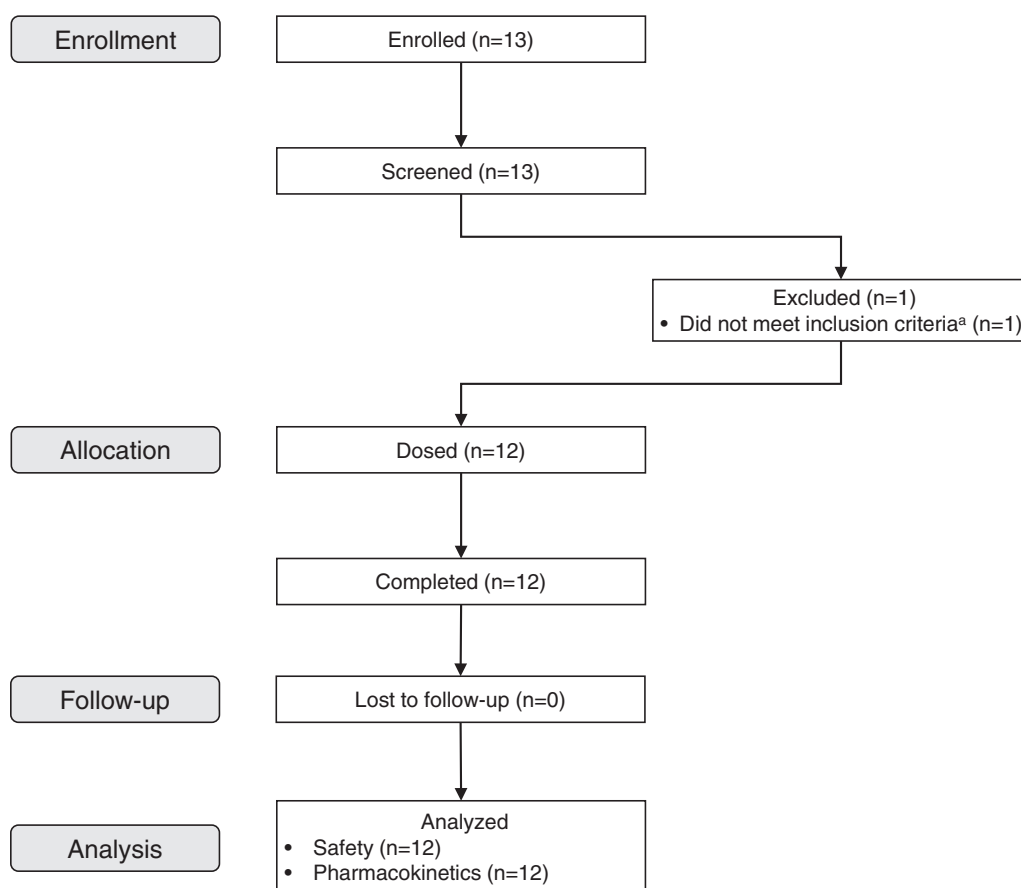 Enrollment
Enrolled (n=13)
Screened (n=13)
Excluded (n=1)
• Did not meet inclusion criteriaᵃ (n=1)
Allocation
Dosed (n=12)
Completed (n=12)
Follow-up
Lost to follow-up (n=0)
Analysis
Analyzed
• Safety (n=12)
• Pharmacokinetics (n=12)